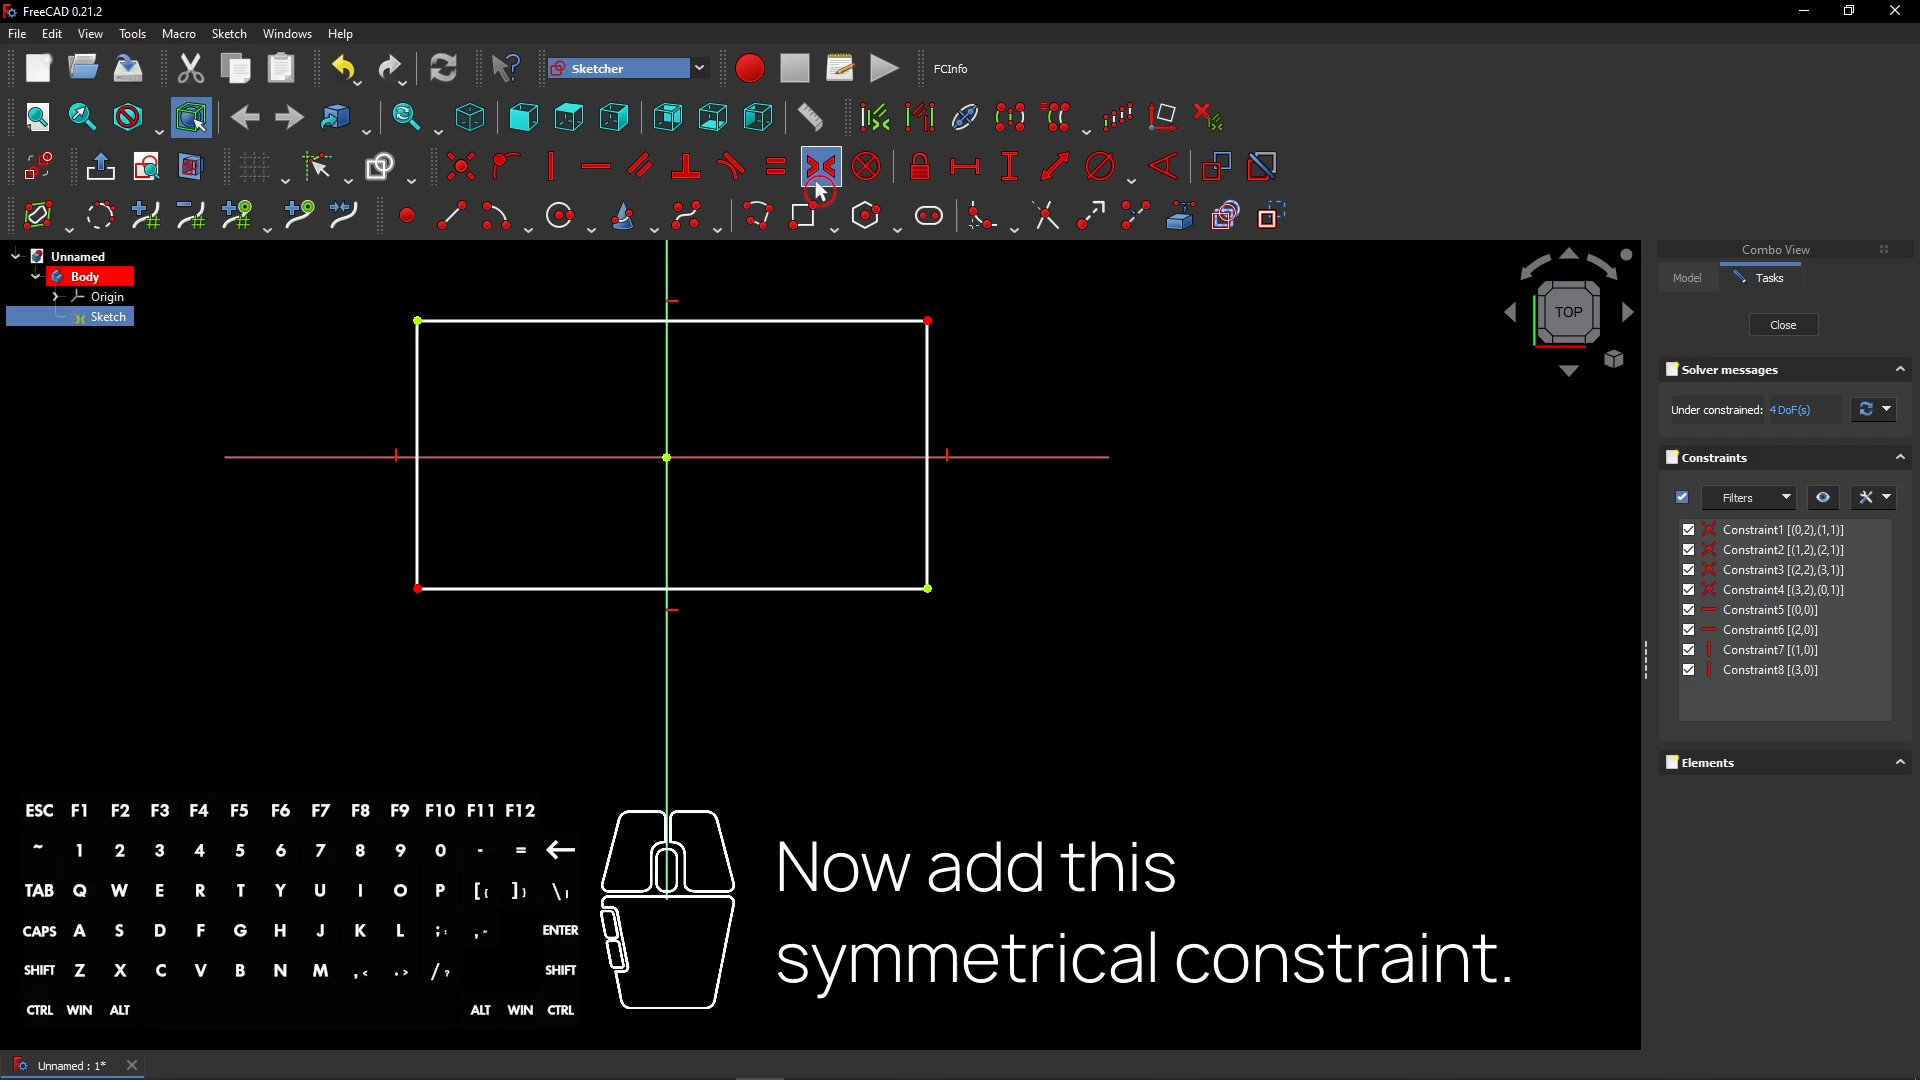 FreeCAD 0.21.2
File Edit View Tools Macro Sketch Windows Help
Sketcher
FCInfo
Unnamed
Body
Origin
Sketch
TOP
Combo View
Model Tasks
Close
Solver messages
Under constrained: 4 DoF(s)
Constraints
Filters
Constraint1 [(0,2),(1,1)]
Constraint2 [(1,2),(2,1)]
Constraint3 [(2,2),(3,1)]
Constraint4 [(3,2),(0,1)]
Constraint5 [(0,0)]
Constraint6 [(2,0)]
Constraint7 [(1,0)]
Constraint8 [(3,0)]
Elements
ESC F1 F2 F3 F4 F5 F6 F7 F8 F9 F10 F11 F12
~ 1 2 3 4 5 6 7 8 9 0 - = ←
TAB Q W E R T Y U I O P [{ ]} \|
CAPS A S D F G H J K L ;: ," ENTER
SHIFT Z X C V B N M ,< .> /? SHIFT
CTRL WIN ALT ALT WIN CTRL
Now add this
symmetrical constraint.
Unnamed : 1*